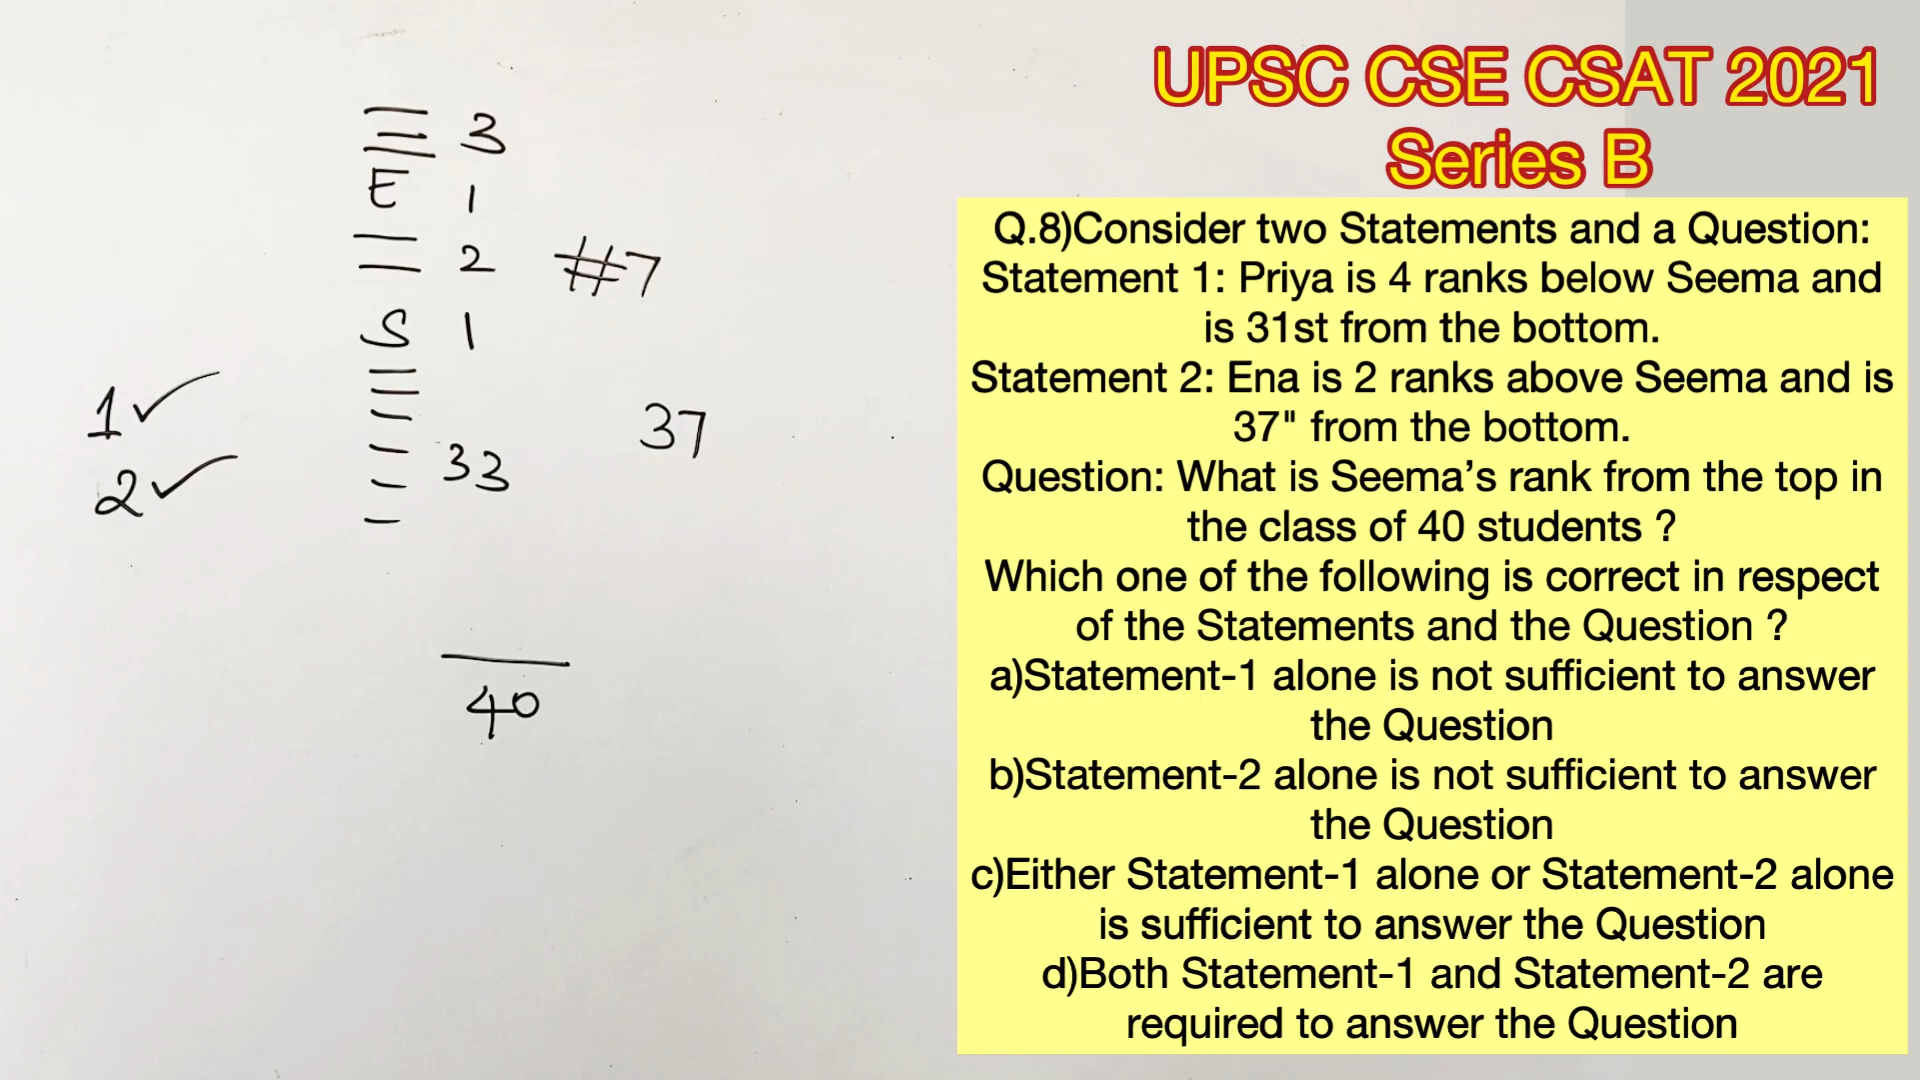 UPSC CSE CSAT 2021
Series B
3
E 1
2 #7
S 1
1✓
37
33
2✓
40
Q.8)Consider two Statements and a Question:
Statement 1: Priya is 4 ranks below Seema and
is 31st from the bottom.
Statement 2: Ena is 2 ranks above Seema and is
37" from the bottom.
Question: What is Seema’s rank from the top in
the class of 40 students ?
Which one of the following is correct in respect
of the Statements and the Question ?
a)Statement-1 alone is not sufficient to answer
the Question
b)Statement-2 alone is not sufficient to answer
the Question
c)Either Statement-1 alone or Statement-2 alone
is sufficient to answer the Question
d)Both Statement-1 and Statement-2 are
required to answer the Question